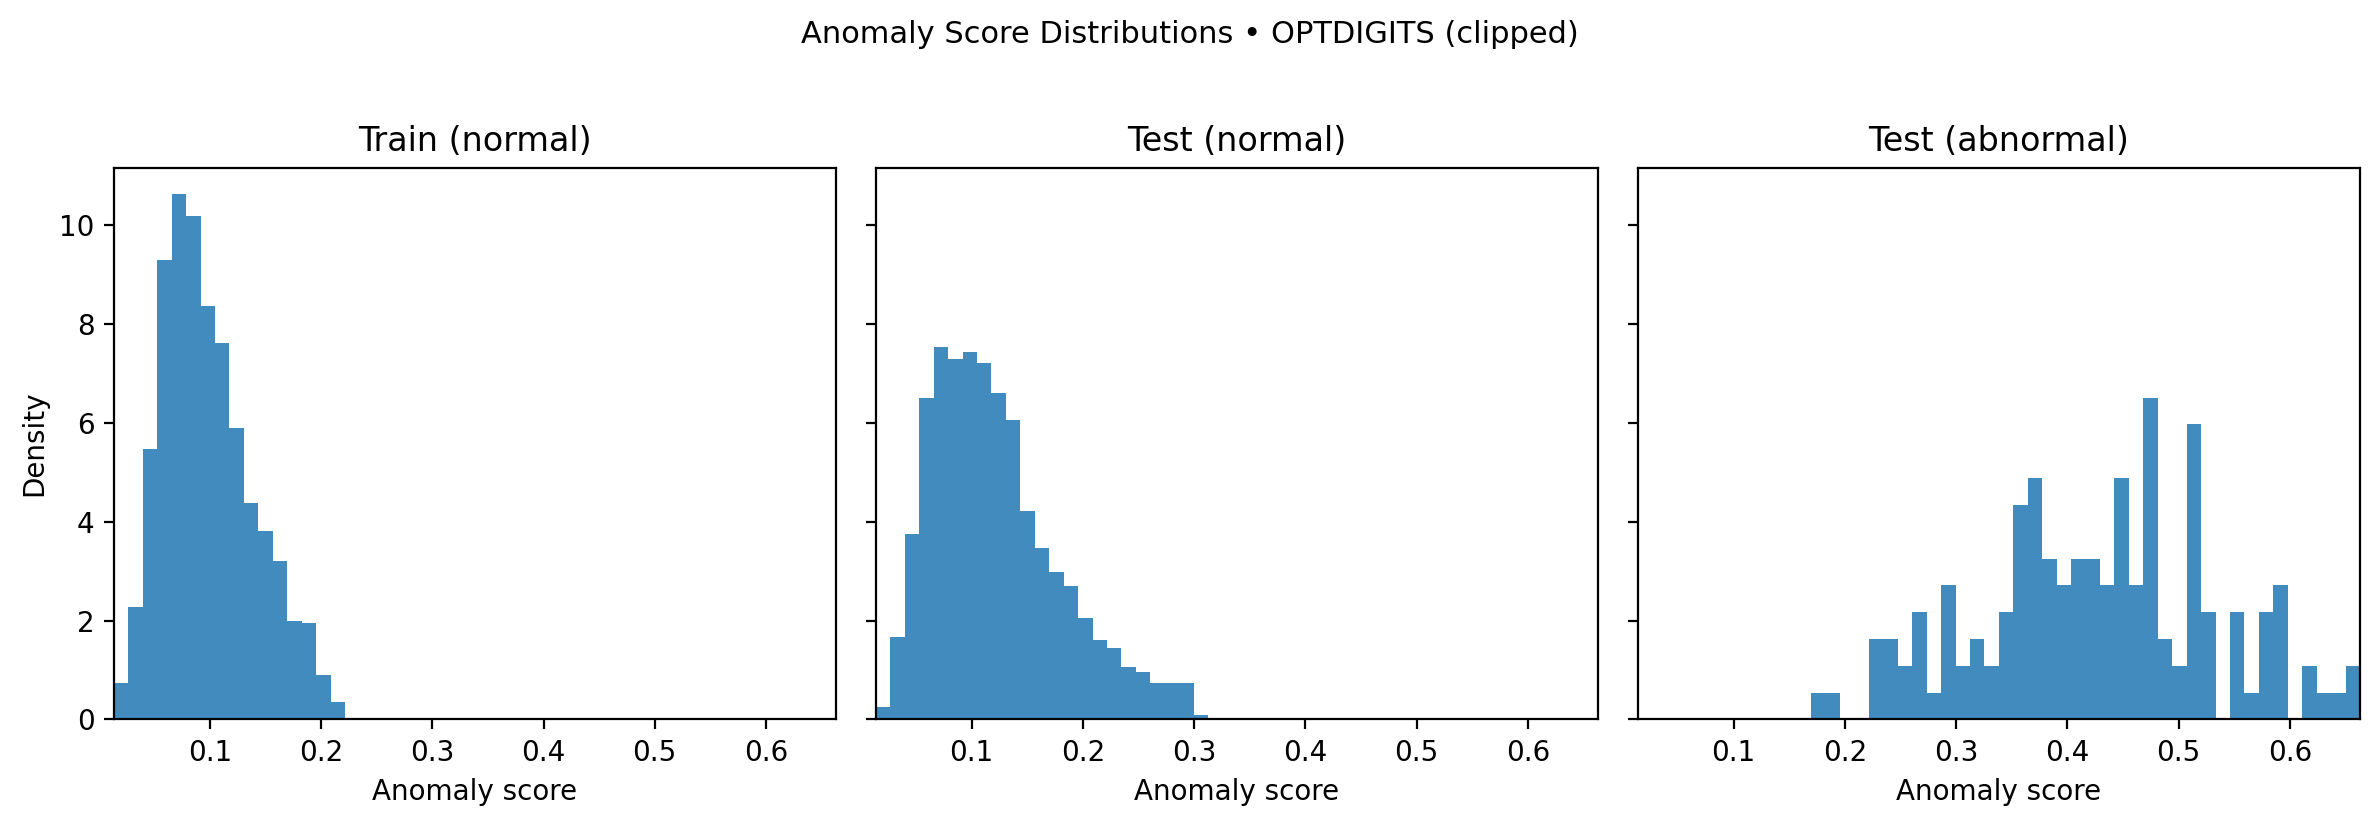 Anomaly Score Distributions • OPTDIGITS (clipped)
Train (normal)
Test (normal)
Test (abnormal)
Density
10
8
6
4
2
0
0.1 0.2 0.3 0.4 0.5 0.6
0.1 0.2 0.3 0.4 0.5 0.6
0.1 0.2 0.3 0.4 0.5 0.6
Anomaly score
Anomaly score
Anomaly score